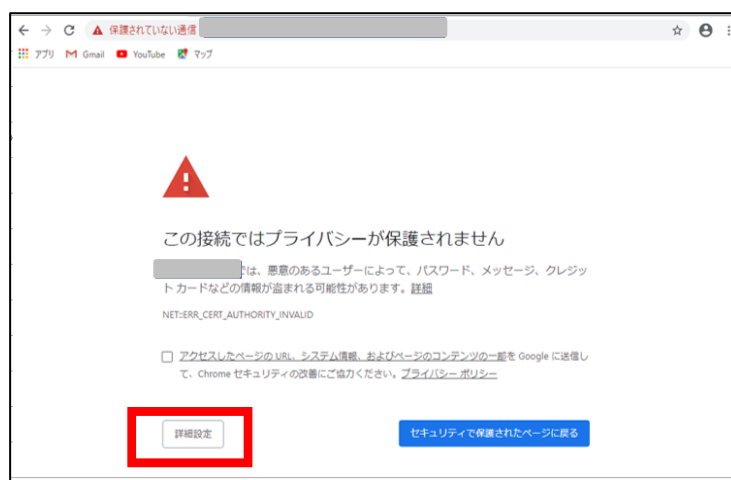 保護されていない通信
アプリ Gmail YouTube マップ
この接続ではプライバシーが保護されません
では、悪意のあるユーザーによって、パスワード、メッセージ、クレジッ
ト カードなどの情報が盗まれる可能性があります。詳細
NET::ERR_CERT_AUTHORITY_INVALID
アクセスしたページの URL、システム情報、およびページのコンテンツの一部を Google に送信し
て、Chrome セキュリティの改善にご協力ください。プライバシー ポリシー
詳細設定 セキュリティで保護されたページに戻る